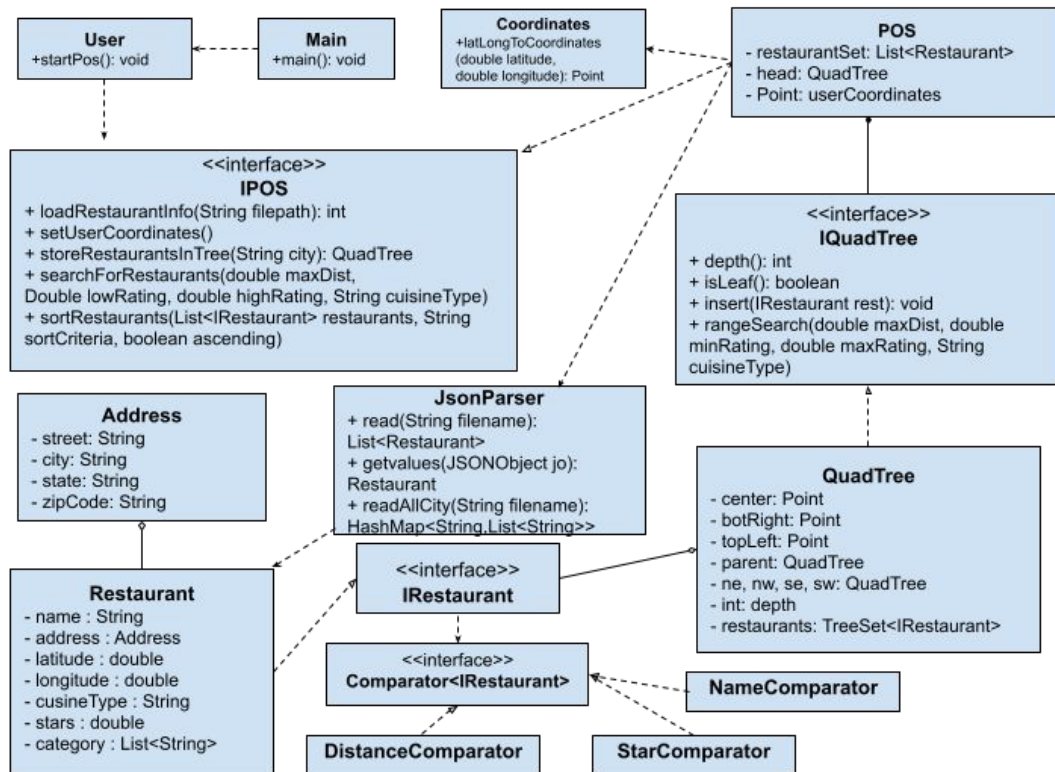 User
+startPos(): void
Main
+main(): void
Coordinates
+latLongToCoordinates
(double latitude,
double longitude): Point
POS
- restaurantSet: List<Restaurant>
- head: QuadTree
- Point: userCoordinates
<<interface>>
IPOS
+ loadRestaurantInfo(String filepath): int
+ setUserCoordinates()
+ storeRestaurantsInTree(String city): QuadTree
+ searchForRestaurants(double maxDist,
Double lowRating, double highRating, String cuisineType)
+ sortRestaurants(List<IRestaurant> restaurants, String
sortCriteria, boolean ascending)
<<interface>>
IQuadTree
+ depth(): int
+ isLeaf(): boolean
+ insert(IRestaurant rest): void
+ rangeSearch(double maxDist, double
minRating, double maxRating, String
cuisineType)
Address
- street: String
- city: String
- state: String
- zipCode: String
JsonParser
+ read(String filename):
List<Restaurant>
+ getvalues(JSONObject jo):
Restaurant
+ readAllCity(String filename):
HashMap<String,List<String>>
QuadTree
- center: Point
- botRight: Point
- topLeft: Point
- parent: QuadTree
- ne, nw, se, sw: QuadTree
- int: depth
- restaurants: TreeSet<IRestaurant>
Restaurant
- name : String
- address : Address
- latitude : double
- longitude : double
- cusineType : String
- stars : double
- category : List<String>
<<interface>>
IRestaurant
<<interface>>
Comparator<IRestaurant>
NameComparator
DistanceComparator
StarComparator